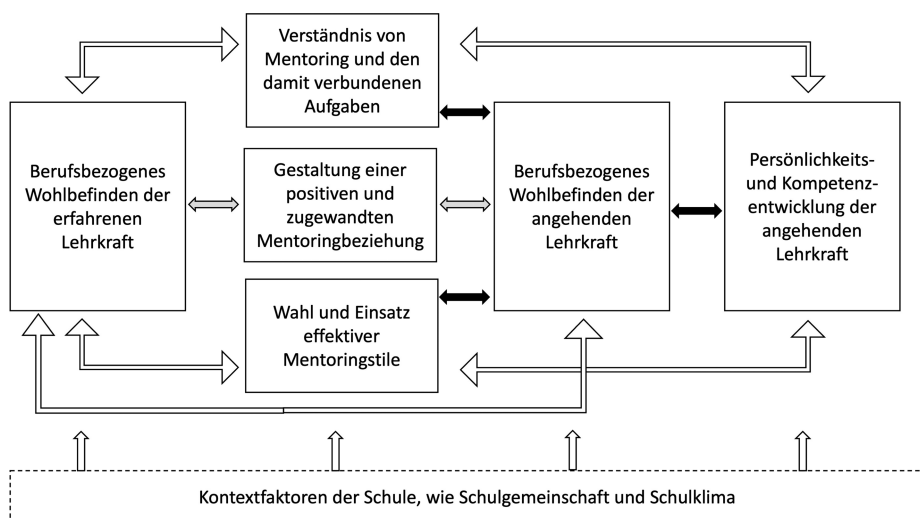 Verständnis von
Mentoring und den
damit verbundenen
Aufgaben
Berufsbezogenes
Wohlbefinden der
erfahrenen
Lehrkraft
Gestaltung einer
positiven und
zugewandten
Mentoringbeziehung
Berufsbezogenes
Wohlbefinden der
angehenden
Lehrkraft
Persönlichkeits-
und Kompetenz-
entwicklung der
angehenden
Lehrkraft
Wahl und Einsatz
effektiver
Mentoringstile
Kontextfaktoren der Schule, wie Schulgemeinschaft und Schulklima